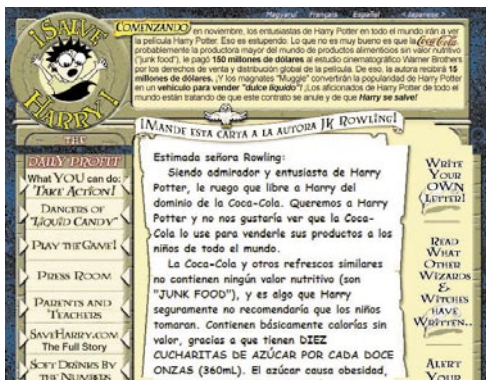 Magyarul Français Español <Japanese>
¡SALVE HARRY!
COMENZANDO en noviembre, los entusiastas de Harry Potter en todo el mundo irán a ver
la película Harry Potter. Eso es estupendo. Lo que no es muy bueno es que la Coca-Cola
probablemente la productora mayor del mundo de productos alimenticios sin valor nutritivo
("junk food"), le pagó 150 millones de dólares al estudio cinematográfico Warner Brothers
por los derechos de venta y distribución global de la película. De eso, la autora recibirá 15
millones de dólares. ¡Y los magnates "Muggle" convertirán la popularidad de Harry Potter
en un vehículo para vender "dulce líquido"! ¡Los aficionados de Harry Potter de todo el
mundo están tratando de que este contrato se anule y de que Harry se salve!
THE
DAILY PROFIT
What YOU can do:
TAKE ACTION!
DANGERS OF
"LIQUID CANDY"
PLAY THE GAME!
PRESS ROOM
PARENTS AND
TEACHERS
SAVEHARRY.COM
The Full Story
SOFT DRINKS BY
THE NUMBERS
¡MANDE ESTA CARTA A LA AUTORA JK ROWLING!
Estimada señora Rowling:
Siendo admirador y entusiasta de Harry
Potter, le ruego que libre a Harry del
dominio de la Coca-Cola. Queremos a Harry
Potter y no nos gustaría ver que la Coca-
Cola lo use para venderle sus productos a los
niños de todo el mundo.
La Coca-Cola y otros refrescos similares
no contienen ningún valor nutritivo (son
"JUNK FOOD"), y es algo que Harry
seguramente no recomendaría que los niños
tomaran. Contienen básicamente calorías sin
valor, gracias a que tienen DIEZ
CUCHARITAS DE AZÚCAR POR CADA DOCE
ONZAS (360mL). El azúcar causa obesidad,
WRITE
YOUR
OWN
LETTER!
READ
WHAT
OTHER
WIZARDS
&
WITCHES
HAVE
WRITTEN..
ALERT
YOUR